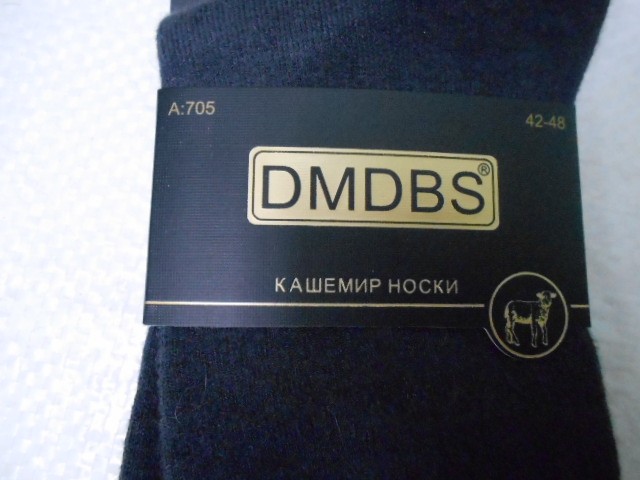 A:705
42-48
DMDBS®
КАШЕМИР НОСКИ